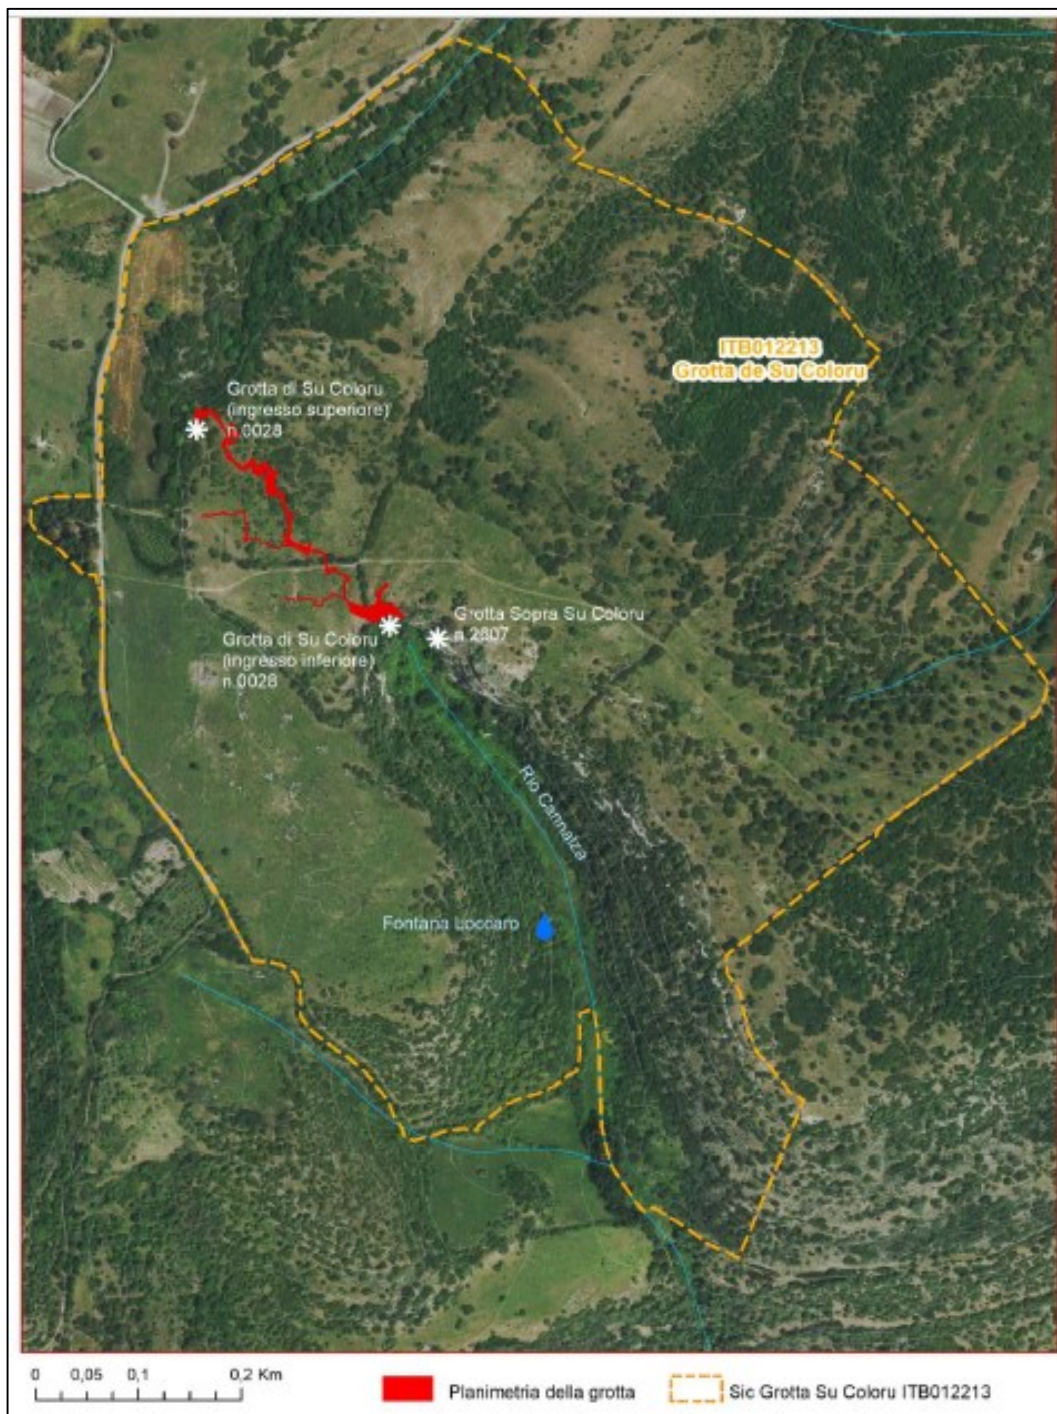 ITB012213
Grotta de Su Coloru
Grotta di Su Coloru
(ingresso superiore)
n.0028
Grotta Sopra Su Coloru
n.2807
Grotta di Su Coloru
(ingresso inferiore)
n.0028
Rio Cannalza
Fontana Loccaro
0 0,05 0,1 0,2 Km
Planimetria della grotta
Sic Grotta Su Coloru ITB012213